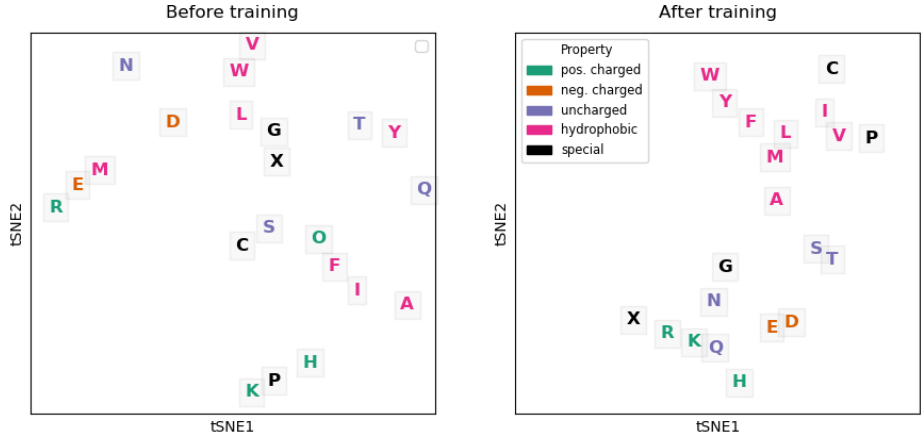 Before training
After training
V
N
W
L
D
G
T
Y
X
M
E
Q
R
S
O
C
F
I
A
H
P
K
tSNE2
tSNE1
Property
pos. charged
neg. charged
uncharged
hydrophobic
special
C
W
Y
I
F
L
V
P
M
A
S
T
G
N
X
D
E
R
K
Q
H
tSNE2
tSNE1